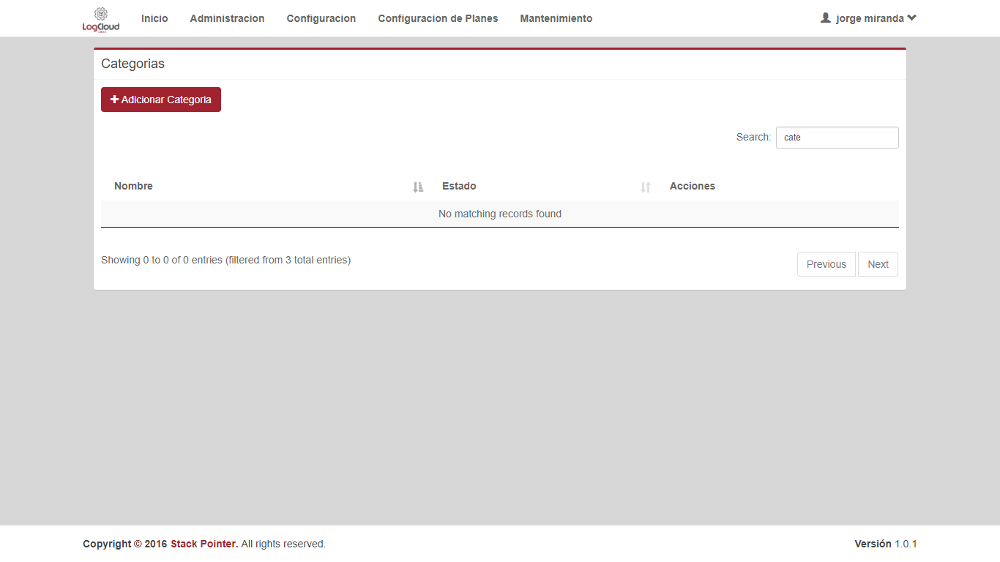 LogCloud
Inicio Administracion Configuracion Configuracion de Planes Mantenimiento jorge miranda
Categorias
Adicionar Categoria
Search: cate
Nombre Estado Acciones
No matching records found
Showing 0 to 0 of 0 entries (filtered from 3 total entries)
Previous Next
Copyright © 2016 Stack Pointer. All rights reserved. Versión 1.0.1